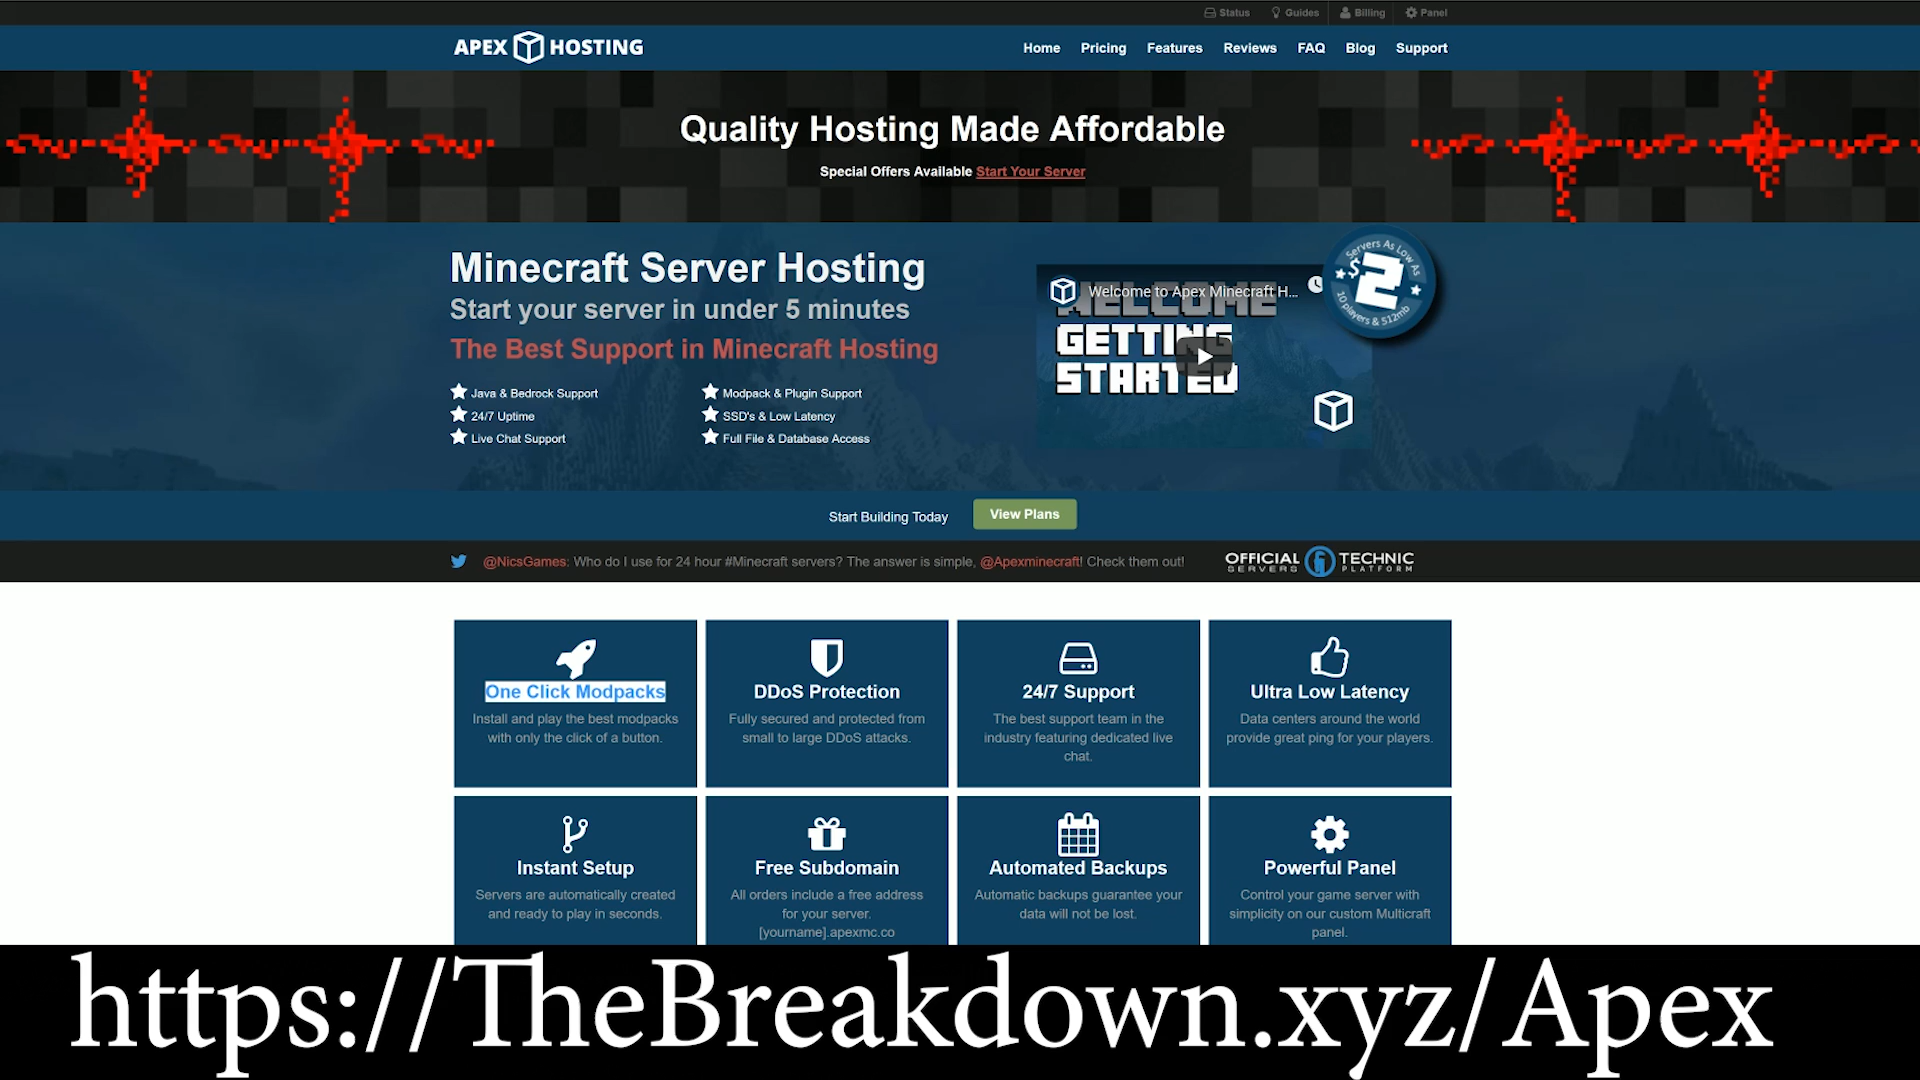 Status Guides Billing Panel
APEX HOSTING
Home Pricing Features Reviews FAQ Blog Support
Quality Hosting Made Affordable
Special Offers Available Start Your Server
Minecraft Server Hosting
Start your server in under 5 minutes
The Best Support in Minecraft Hosting
Java & Bedrock Support
Modpack & Plugin Support
24/7 Uptime
SSD's & Low Latency
Live Chat Support
Full File & Database Access
Welcome to Apex Minecraft H...
WELCOME
GETTING
STARTED
Servers As Low As
$2
10 players & 512mb
Start Building Today
View Plans
@NicsGames: Who do I use for 24 hour #Minecraft servers? The answer is simple, @Apexminecraft! Check them out!
OFFICIAL SERVERS
TECHNIC PLATFORM
One Click Modpacks
Install and play the best modpacks
with only the click of a button.
DDoS Protection
Fully secured and protected from
small to large DDoS attacks.
24/7 Support
The best support team in the
industry featuring dedicated live
chat.
Ultra Low Latency
Data centers around the world
provide great ping for your players.
Instant Setup
Servers are automatically created
and ready to play in seconds.
Free Subdomain
All orders include a free address
for your server.
[yourname].apexmc.co
Automated Backups
Automatic backups guarantee your
data will not be lost.
Powerful Panel
Control your game server with
simplicity on our custom Multicraft
panel.
https://TheBreakdown.xyz/Apex